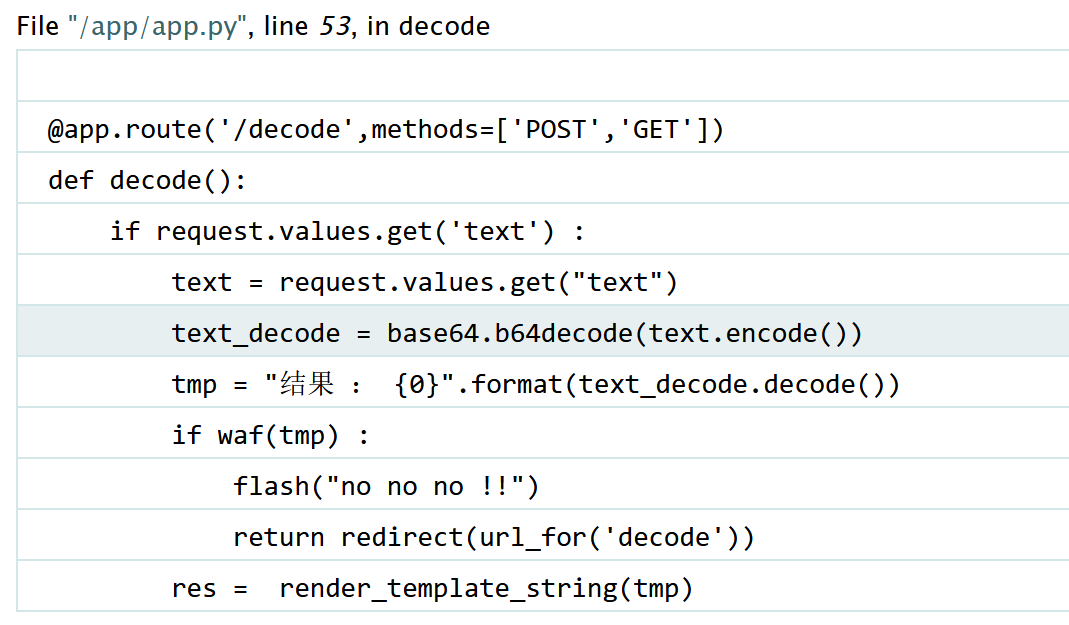 File "/app/app.py", line 53, in decode
@app.route('/decode',methods=['POST','GET'])
def decode():
    if request.values.get('text') :
        text = request.values.get("text")
        text_decode = base64.b64decode(text.encode())
        tmp = "结果 ： {0}".format(text_decode.decode())
        if waf(tmp) :
            flash("no no no !!")
            return redirect(url_for('decode'))
        res =  render_template_string(tmp)